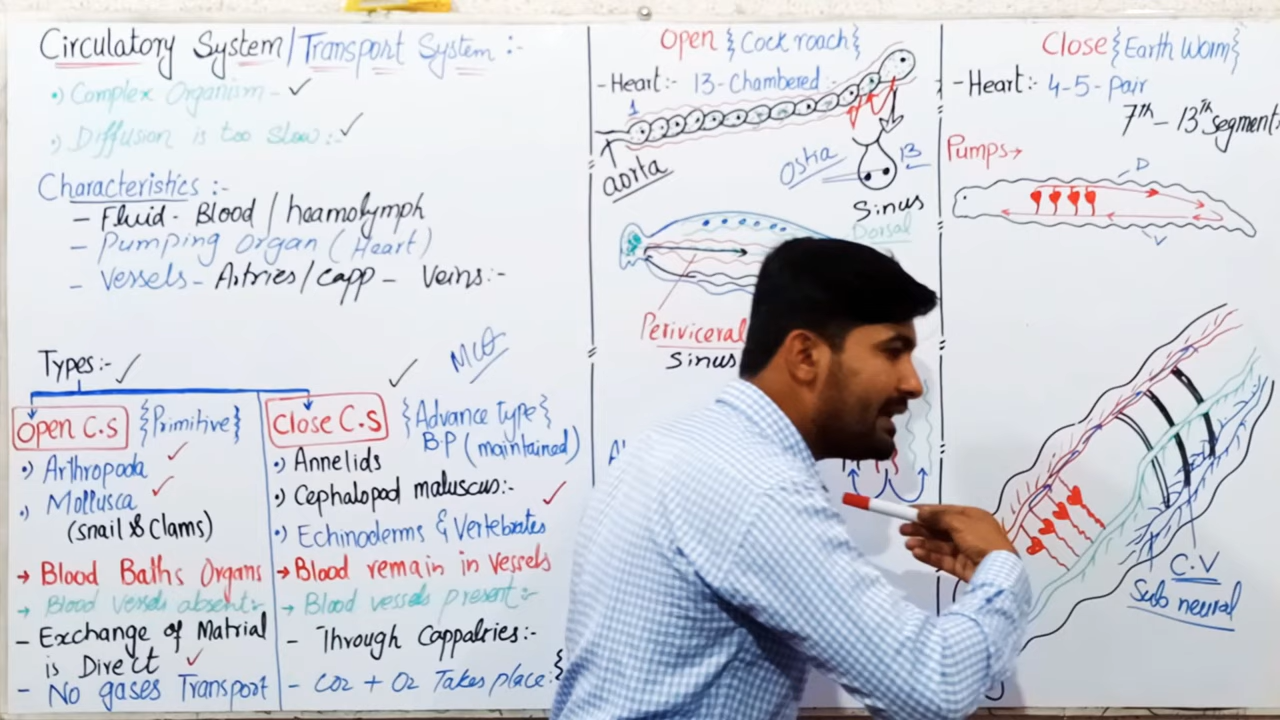 Circulatory System/Transport System:-
•) Complex Organism -
•) Diffusion is too slow:-
Characteristics:-
- Fluid - Blood / heamolymph
- Pumping Organ (Heart)
- Vessels - Astries/capp - Veins:-
Types:-
MCQ
Open C.S {Primitive}
•) Arthropoda
•) Mollusca
(snail & Clams)
→ Blood Baths Organs
→ Blood vessels absent:-
- Exchange of Matrial
is Direct
- No gases Transport
Close C.S {Advance type}
B.P (maintained)
•) Annelids
•) Cephalopod maluscus:-
•) Echinoderms & Vertebrates
→ Blood remain in vessels
→ Blood vessels present:-
- Through Cappalries:-
- CO2 + O2 Takes place:-
Open {Cockroach}
- Heart:- 13-Chambered:-
1
aorta
Ostia
13
Sinus
Dorsal
Periviceral
Sinus
Close {Earth Worm}
- Heart:- 4-5-pair
7th - 13th segment:
Pumps→
D
V
C.V
Sub neural